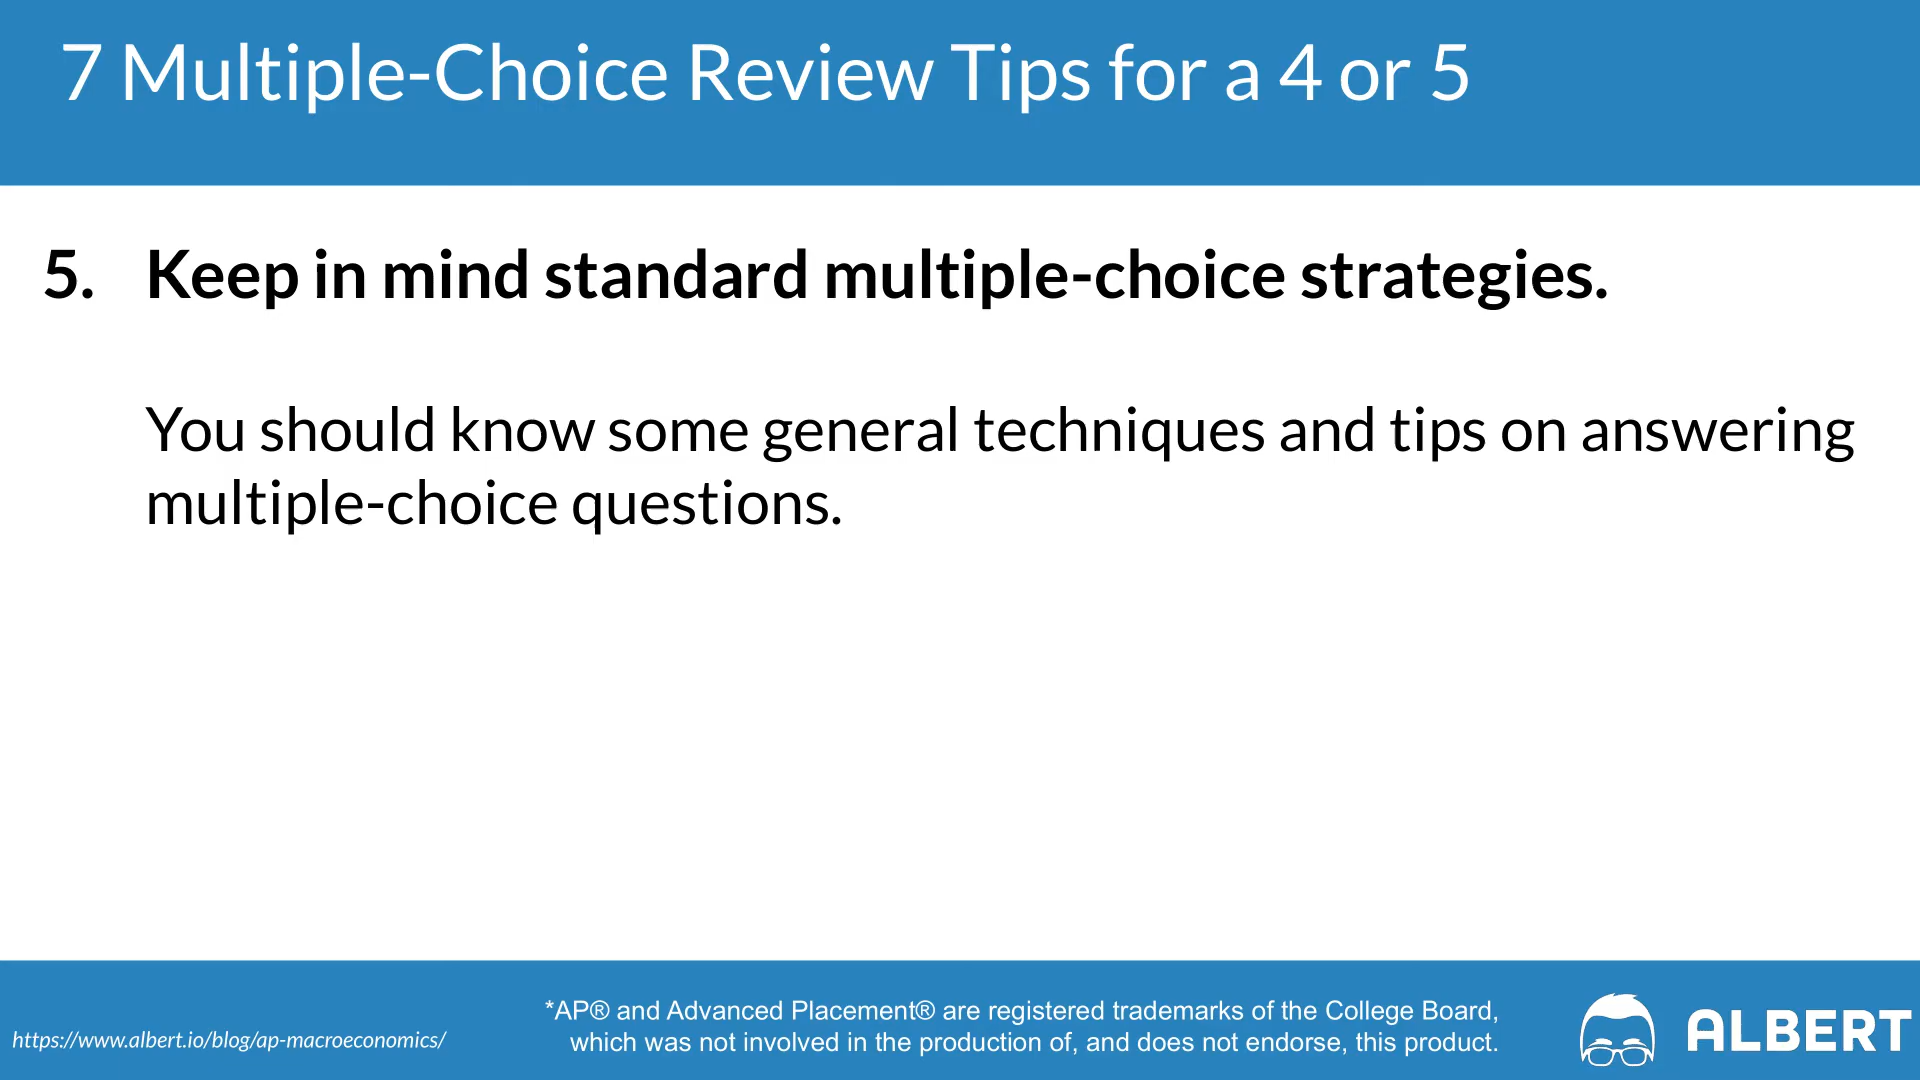 7 Multiple-Choice Review Tips for a 4 or 5
5. Keep in mind standard multiple-choice strategies.
You should know some general techniques and tips on answering
multiple-choice questions.
https://www.albert.io/blog/ap-macroeconomics/
*AP® and Advanced Placement® are registered trademarks of the College Board,
which was not involved in the production of, and does not endorse, this product.
ALBERT